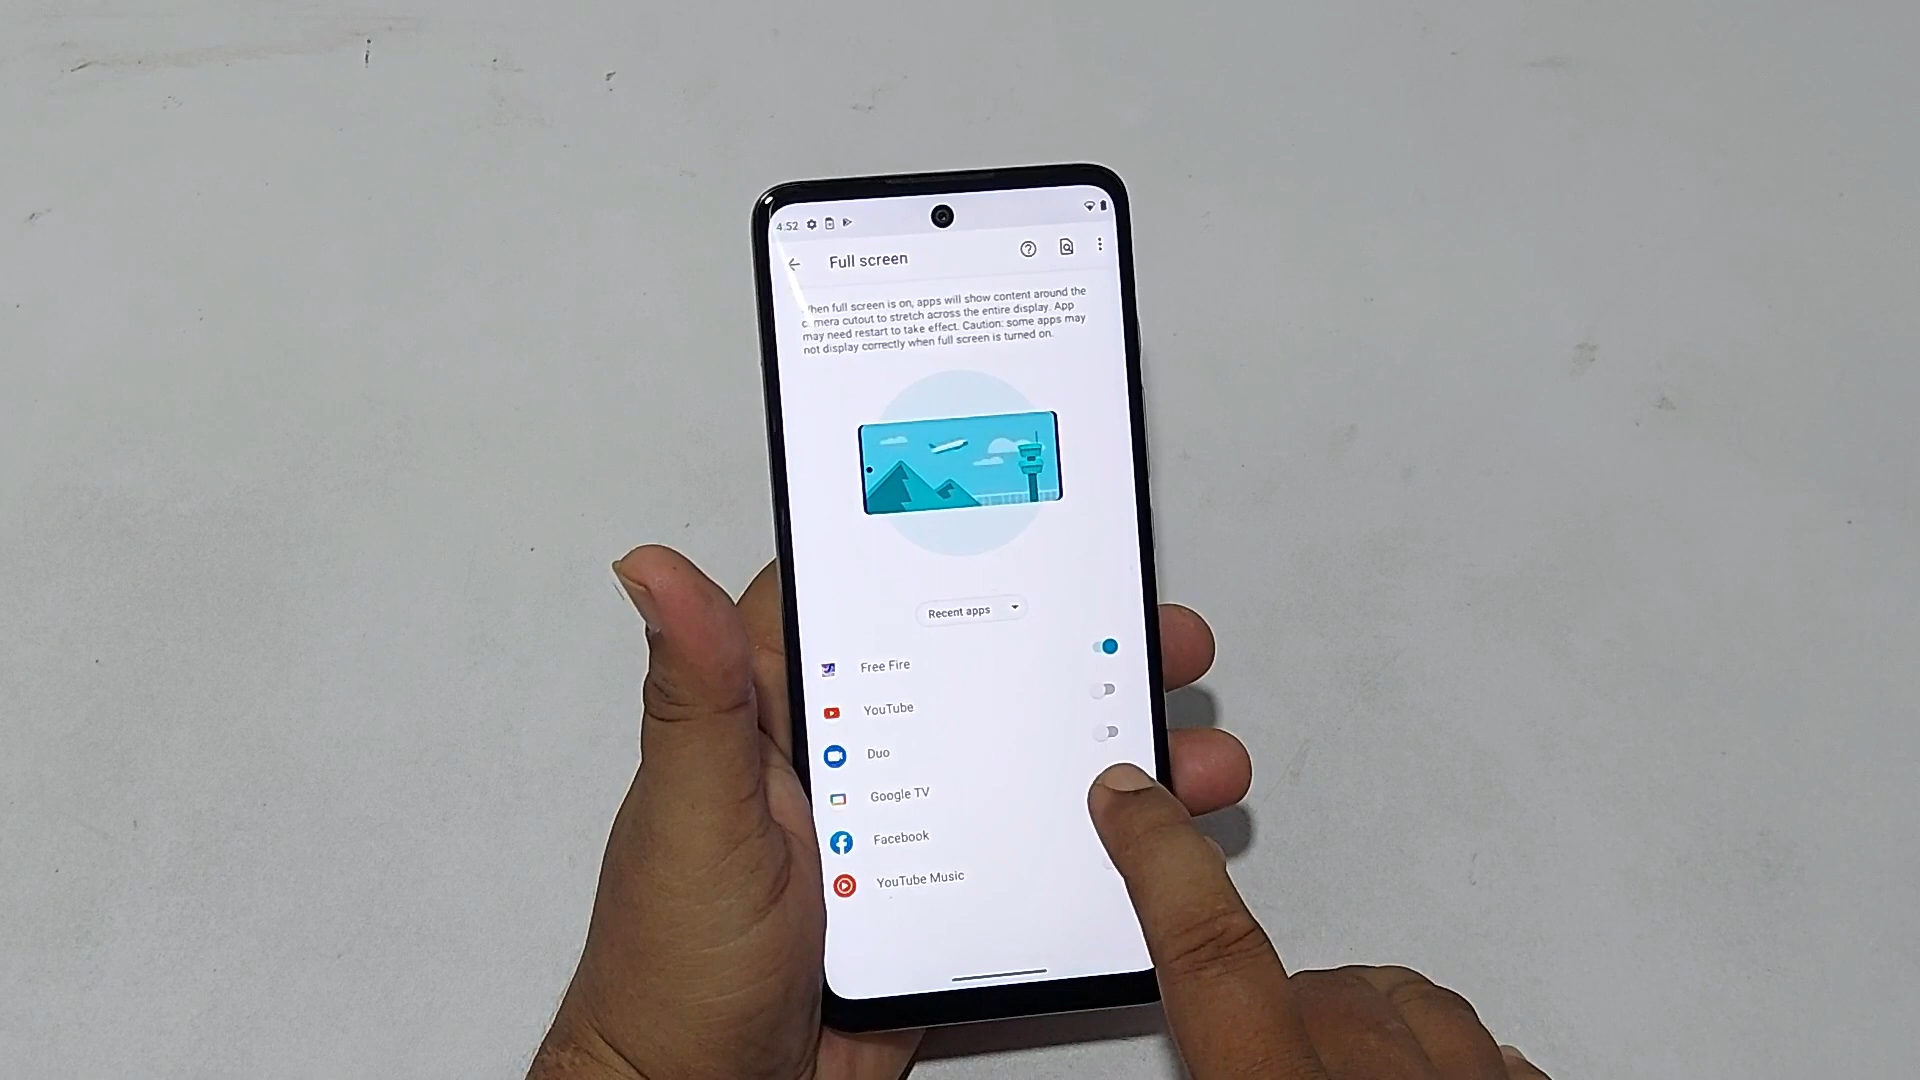 4:52
Full screen
hen full screen is on, apps will show content around the
c mera cutout to stretch across the entire display. App
may need restart to take effect. Caution: some apps may
not display correctly when full screen is turned on.
Recent apps
Free Fire
YouTube
Duo
Google TV
Facebook
YouTube Music